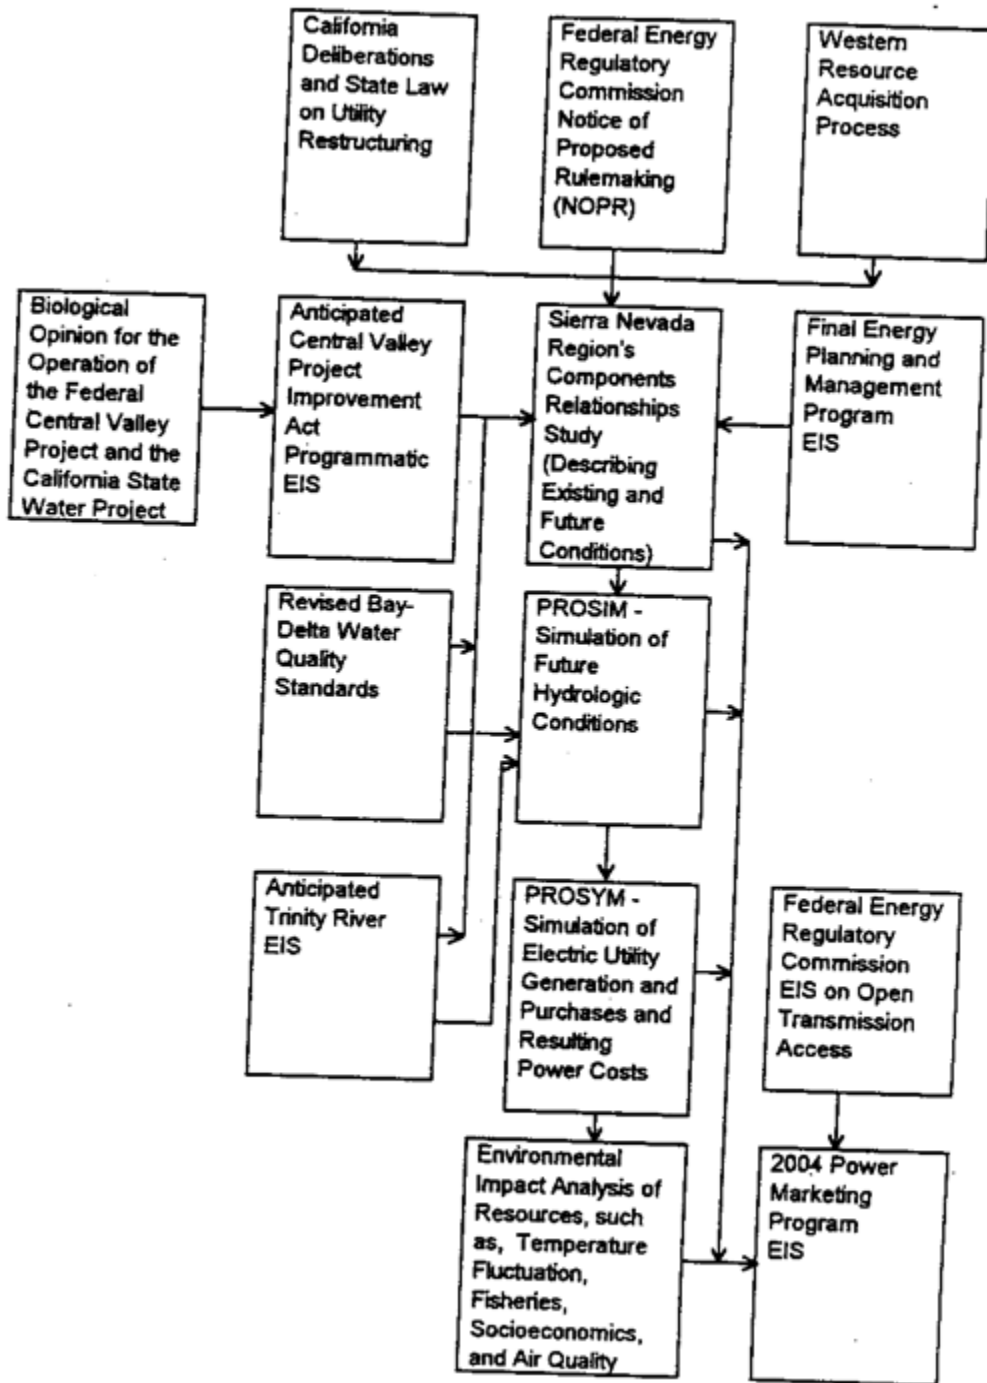 California
Deliberations
and State Law
on Utility
Restructuring
Federal Energy
Regulatory
Commission
Notice of
Proposed
Rulemaking
(NOPR)
Western
Resource
Acquisition
Process
Biological
Opinion for the
Operation of
the Federal
Central Valley
Project and the
California State
Water Project
Anticipated
Central Valley
Project
Improvement
Act
Programmatic
EIS
Sierra Nevada
Region's
Components
Relationships
Study
(Describing
Existing and
Future
Conditions)
Final Energy
Planning and
Management
Program
EIS
Revised Bay-
Delta Water
Quality
Standards
PROSIM -
Simulation of
Future
Hydrologic
Conditions
Anticipated
Trinity River
EIS
PROSYM -
Simulation of
Electric Utility
Generation and
Purchases and
Resulting
Power Costs
Federal Energy
Regulatory
Commission
EIS on Open
Transmission
Access
Environmental
Impact Analysis of
Resources, such
as, Temperature
Fluctuation,
Fisheries,
Socioeconomics,
and Air Quality
2004 Power
Marketing
Program
EIS